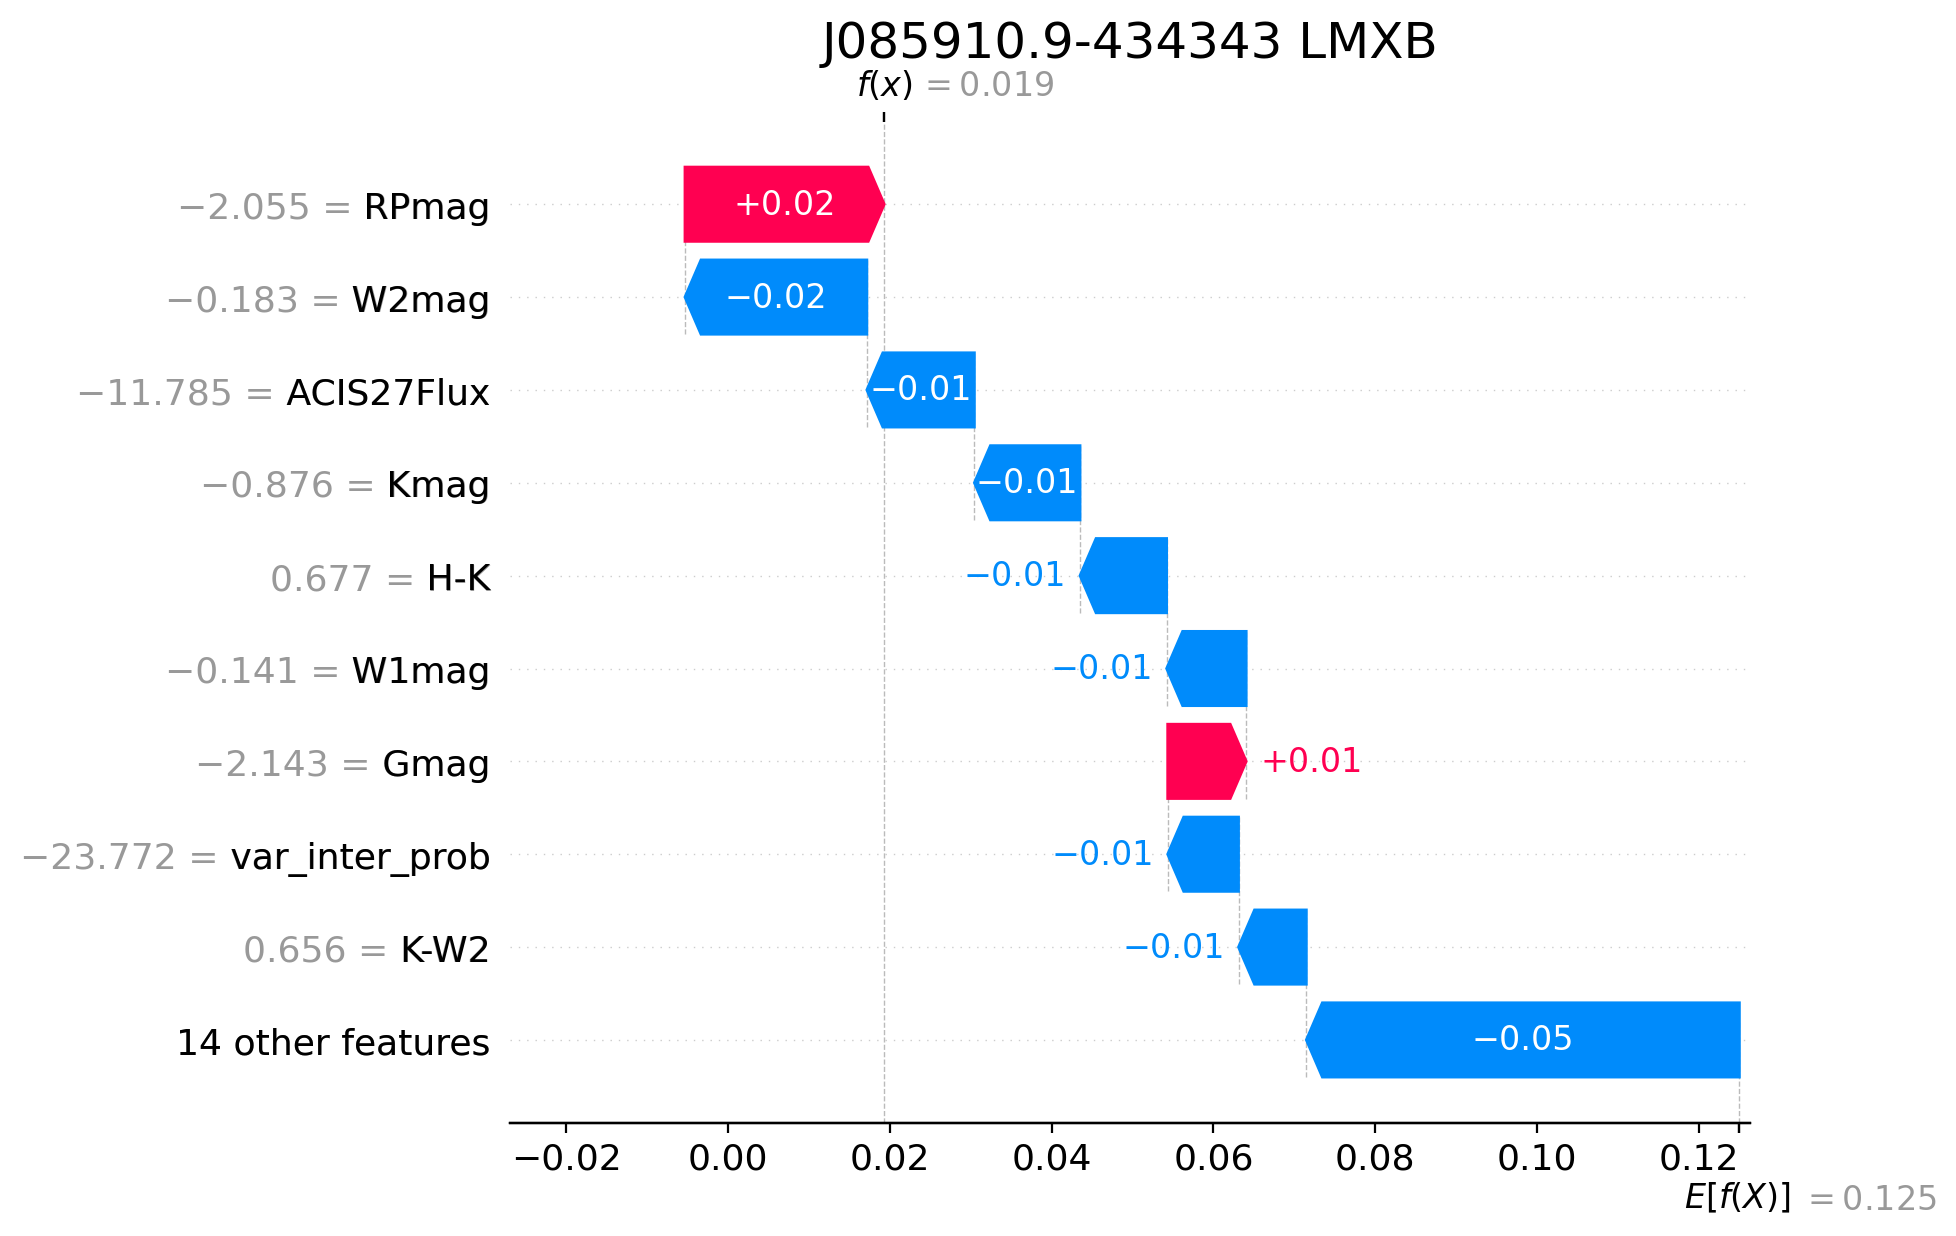 J085910.9-434343 LMXB
f(x) = 0.019
−2.055 = RPmag +0.02
−0.183 = W2mag −0.02
−11.785 = ACIS27Flux −0.01
−0.876 = Kmag −0.01
0.677 = H-K −0.01
−0.141 = W1mag −0.01
−2.143 = Gmag +0.01
−23.772 = var_inter_prob −0.01
0.656 = K-W2 −0.01
14 other features −0.05
−0.02 0.00 0.02 0.04 0.06 0.08 0.10 0.12
E[f(X)] = 0.125